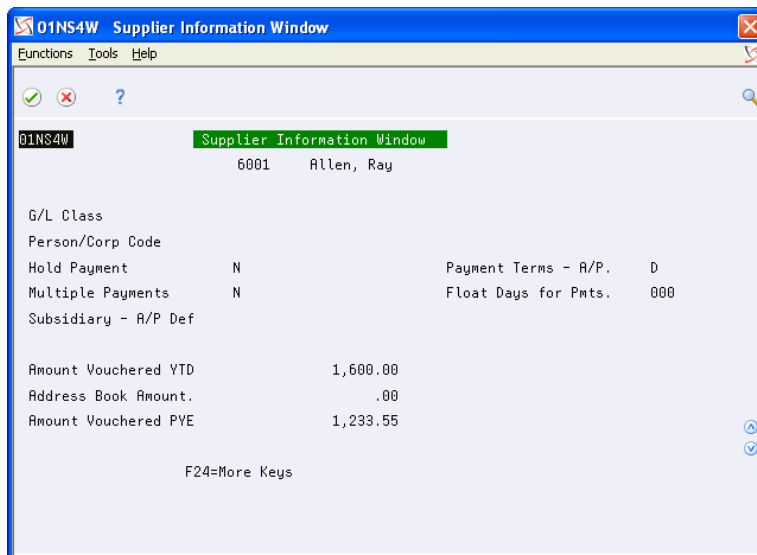 01NS4W Supplier Information Window
Functions Tools Help
?
01NS4W Supplier Information Window
6001 Allen, Ray
G/L Class
Person/Corp Code
Hold Payment N Payment Terms - A/P. D
Multiple Payments N Float Days for Pmts. 000
Subsidiary - A/P Def
Amount Vouchered YTD 1,600.00
Address Book Amount. .00
Amount Vouchered PYE 1,233.55
F24=More Keys